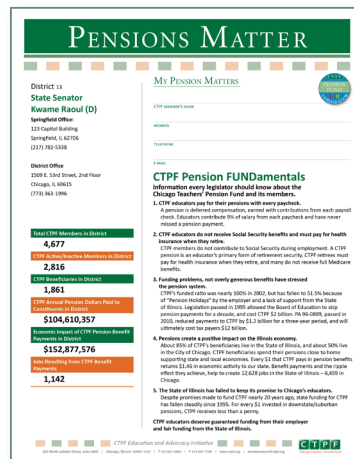 PENSIONS MATTER
District 13
State Senator
Kwame Raoul (D)
Springfield Office:
123 Capitol Building
Springfield, IL 62706
(217) 782-5338
District Office
1509 E. 53rd Street, 2nd Floor
Chicago, IL 60615
(773) 363-1996
Total CTPF Members in District
4,677
CTPF Active/Inactive Members in District
2,816
CTPF Beneficiaries in District
1,861
CTPF Annual Pension Dollars Paid to
Constituents in District
$104,610,357
Economic Impact of CTPF Pension Benefit
Payments in District
$152,877,576
Jobs Resulting from CTPF Benefit
Payments
1,142
MY PENSION MATTERS
PENSION
FUND
CTPF MEMBER'S NAME
ADDRESS
TELEPHONE
E-MAIL
CTPF Pension FUNDamentals
Information every legislator should know about the
Chicago Teachers' Pension Fund and its members.
1. CTPF educators pay for their pensions with every paycheck.
A pension is deferred compensation, earned with contributions from each payroll
check. Educators contribute 9% of salary from each paycheck and have never
missed a pension payment.
2. CTPF educators do not receive Social Security benefits and must pay for health
insurance when they retire.
CTPF members do not contribute to Social Security during employment. A CTPF
pension is an educator's primary form of retirement security. CTPF retirees must
pay for health insurance when they retire, and many do not receive full Medicare
benefits.
3. Funding problems, not overly generous benefits have stressed
the pension system.
CTPF's funded ratio was nearly 100% in 2002, but has fallen to 51.5% because
of "Pension Holidays" by the employer and a lack of support from the State
of Illinois. Legislation passed in 1995 allowed the Board of Education to skip
pension payments for a decade, and cost CTPF $2 billion. PA 96-0889, passed in
2010, reduced payments to CTPF by $1.2 billion for a three-year period, and will
ultimately cost tax payers $12 billion.
4. Pensions create a positive impact on the Illinois economy.
About 85% of CTPF's beneficiaries live in the State of Illinois, and about 50% live
in the City of Chicago. CTPF beneficiaries spend their pensions close to home
supporting state and local economies. Every $1 that CTPF pays in pension benefits
returns $1.46 in economic activity to our state. Benefit payments and the ripple
effect they achieve, help to create 12,628 jobs in the State of Illinois – 6,459 in
Chicago.
5. The State of Illinois has failed to keep its promise to Chicago's educators.
Despite promises made to fund CTPF nearly 20 years ago, state funding for CTPF
has fallen steadily since 1995. For every $1 invested in downstate/suburban
pensions, CTPF receives less than a penny.
CTPF educators deserve guaranteed funding from their employer
and fair funding from the State of Illinois.
CTPF Education and Advocacy Initiative
CTPF